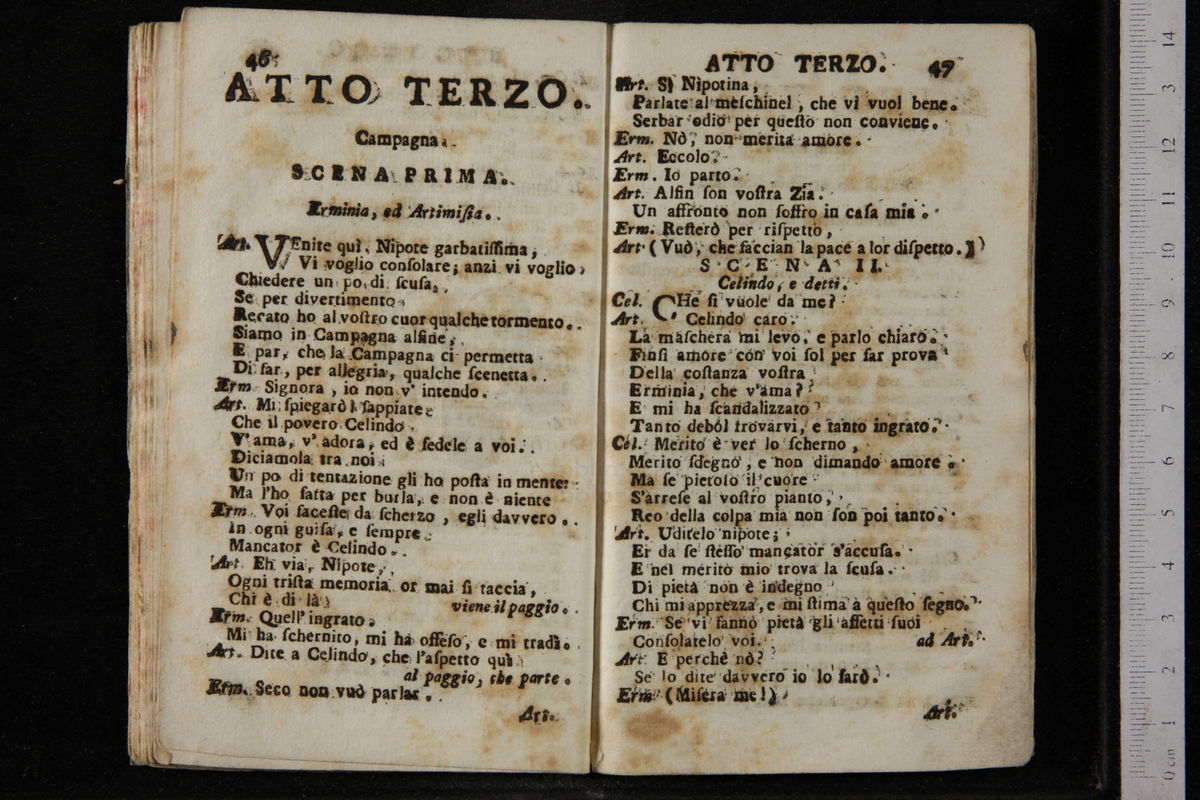 46
ATTO TERZO.
Campagna.
SCENA PRIMA.
Erminia, ed Artimisia.
Art. VEnite quì. Nipote garbatissima,
Vi voglio consolare; anzi vi voglio
Chiedere un po di scusa,
Se per divertimento
Recato ho al vostro cuor qualche tormento.
Siamo in Campagna alfine,
E par, che la Campagna ci permetta
Di far, per allegria, qualche scenetta.
Erm. Signora, io non v' intendo.
Art. Mi spiegarò; sappiate
Che il povero Celindo
V' ama, v' adora, ed è fedele a voi.
Diciamola tra noi
Un po di tentazione gli ho posta in mente:
Ma l'ho fatta per burla, e non è niente
Erm. Voi faceste da scherzo, egli davvero.
In ogni guisa, e sempre
Mancator è Celindo.
Art. Eh via, Nipote,
Ogni trista memoria or mai si taccia,
Chi è di là; viene il paggio.
Erm. Quell' ingrato
Mi ha schernito, mi ha offeso, e mi tradì.
Art. Dite a Celindo, che l'aspetto quì
al paggio, che parte.
Erm. Seco non vuò parlar.
Art.
ATTO TERZO. 47
Art. Sì Nipotina,
Parlate al meschinel, che vi vuol bene.
Serbar odio per questo non conviene.
Erm. Nò, non merita amore.
Art. Eccolo.
Erm. Io parto.
Art. Alfin son vostra Zia.
Un affronto non soffro in casa mia.
Erm. Resterò per rispetto,
Art. (Vuò, che faccian la pace a lor dispetto.)
SCENA II.
Celindo, e detti.
Cel. CHe si vuole da me?
Art. Celindo caro.
La maschera mi levo, e parlo chiaro.
Finsi amore con voi sol per far prova
Della costanza vostra
Erminia, che v'ama?
E mi ha scandalizzato
Tanto deból trovarvi, e tanto ingrato.
Cel. Merito è ver lo scherno,
Merito sdegno, e non dimando amore.
Ma se pietoso il cuore
S'arrese al vostro pianto,
Reo della colpa mia non son poi tanto.
Art. Uditelo nipote;
Ei da se stesso mancator s'accusa.
E nel merito mio trova la scusa.
Di pietà non è indegno
Chi mi apprezza, e mi stima a questo segno.
Erm. Se vi fanno pietà gli affetti suoi
Consolatelo voi. ad Art.
Art. E perchè nò?
Se lo dite davvero io lo farò.
Erm. (Misera me!)
Art.